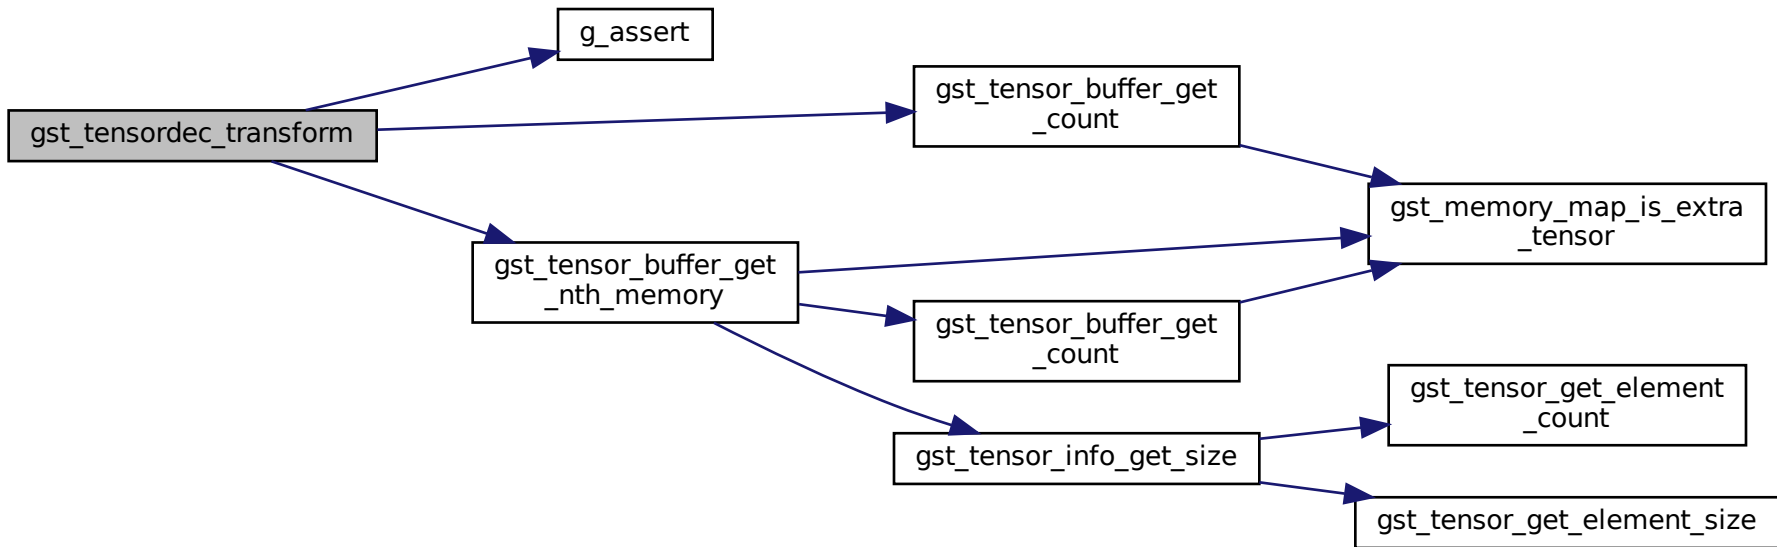 g_assert
gst_tensor_buffer_get
_count
gst_tensordec_transform
gst_memory_map_is_extra
_tensor
gst_tensor_buffer_get
_nth_memory
gst_tensor_buffer_get
_count
gst_tensor_get_element
_count
gst_tensor_info_get_size
gst_tensor_get_element_size